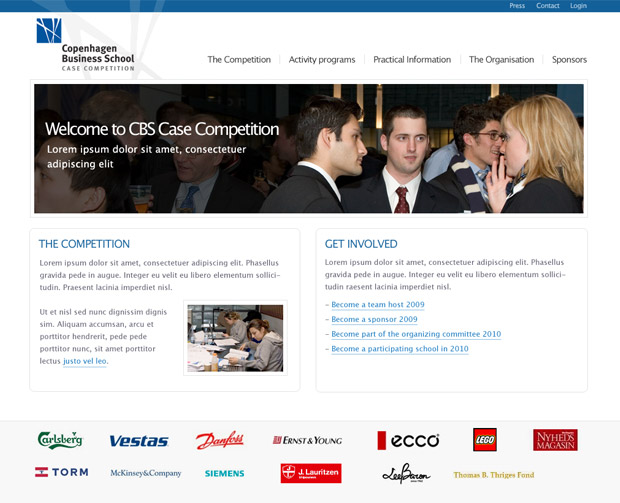 Press Contact Login
Copenhagen
Business School
CASE COMPETITION
The Competition Activity programs Practical Information The Organisation Sponsors
Welcome to CBS Case Competition
Lorem ipsum dolor sit amet, consectetuer
adipiscing elit
THE COMPETITION
Lorem ipsum dolor sit amet, consectetuer adipiscing elit. Phasellus
gravida pede in augue. Integer eu velit eu libero elementum sollici-
tudin. Praesent lacinia imperdiet nisl.
Ut et nisl sed nunc dignissim dignis
sim. Aliquam accumsan, arcu et
porttitor hendrerit, pede pede
porttitor nunc, sit amet porttitor
lectus justo vel leo.
GET INVOLVED
Lorem ipsum dolor sit amet, consectetuer adipiscing elit. Phasellus
gravida pede in augue. Integer eu velit eu libero elementum sollici-
tudin raesent lacinia imperdiet nisl.
– Become a team host 2009
– Become a sponsor 2009
– Become part of the organizing committee 2010
– Become a participating school in 2010
Carlsberg Vestas Danfoss ERNST & YOUNG ecco LEGO NYHEDS
MAGASIN
TORM McKinsey&Company SIEMENS J. Lauritzen LeeBaron Thomas B. Thriges Fond